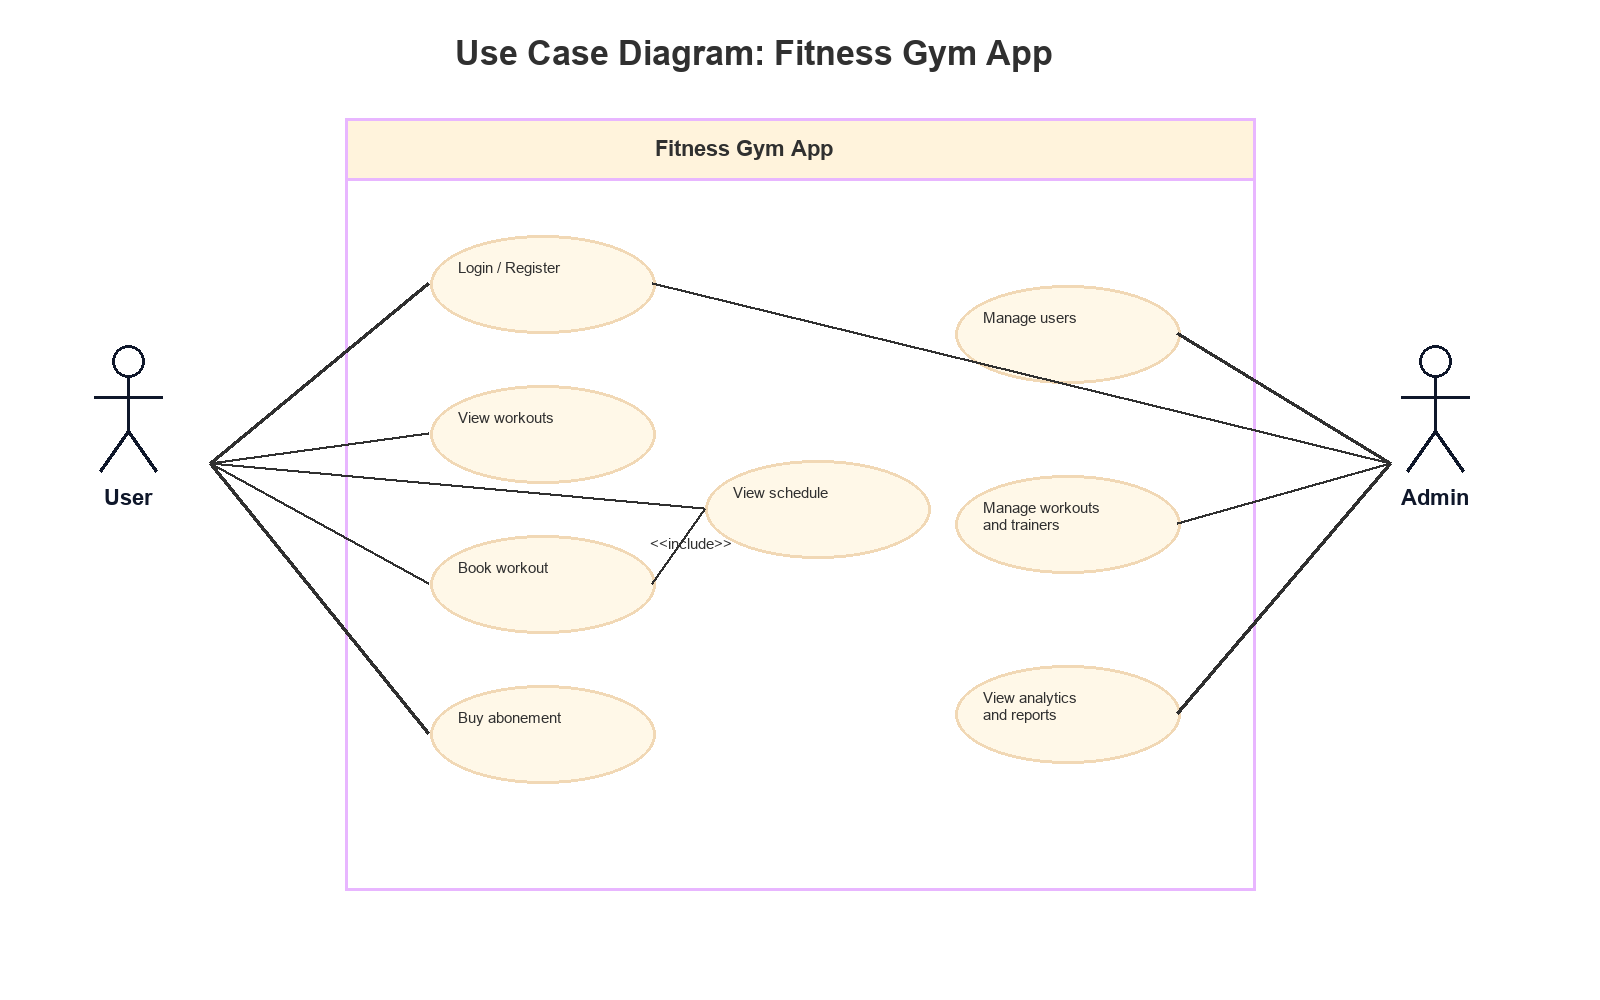 Use Case Diagram: Fitness Gym App
Fitness Gym App
Login / Register
Manage users
View workouts
View schedule
Manage workouts
and trainers
User
Admin
<<include>>
Book workout
View analytics
and reports
Buy abonement